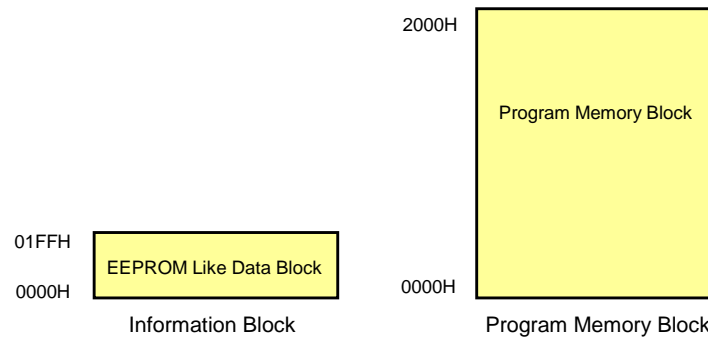 2000H
Program Memory Block
01FFH
EEPROM Like Data Block
0000H
0000H
Information Block
Program Memory Block